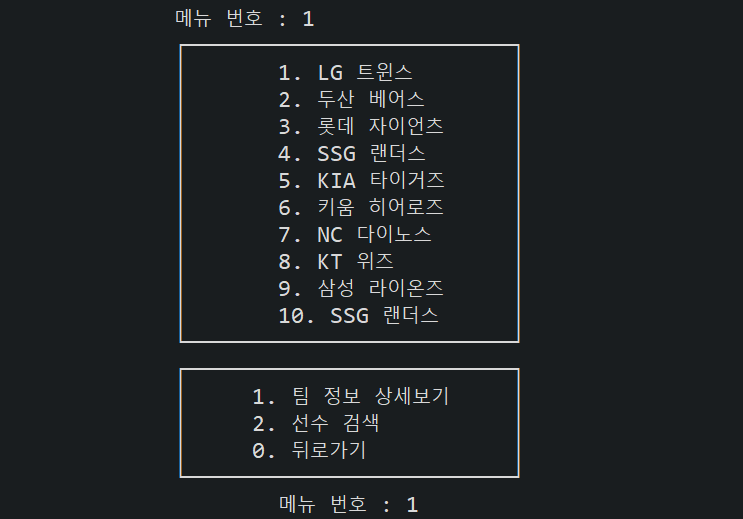 메뉴 번호 : 1
1. LG 트윈스
2. 두산 베어스
3. 롯데 자이언츠
4. SSG 랜더스
5. KIA 타이거즈
6. 키움 히어로즈
7. NC 다이노스
8. KT 위즈
9. 삼성 라이온즈
10. SSG 랜더스
1. 팀 정보 상세보기
2. 선수 검색
0. 뒤로가기
메뉴 번호 : 1